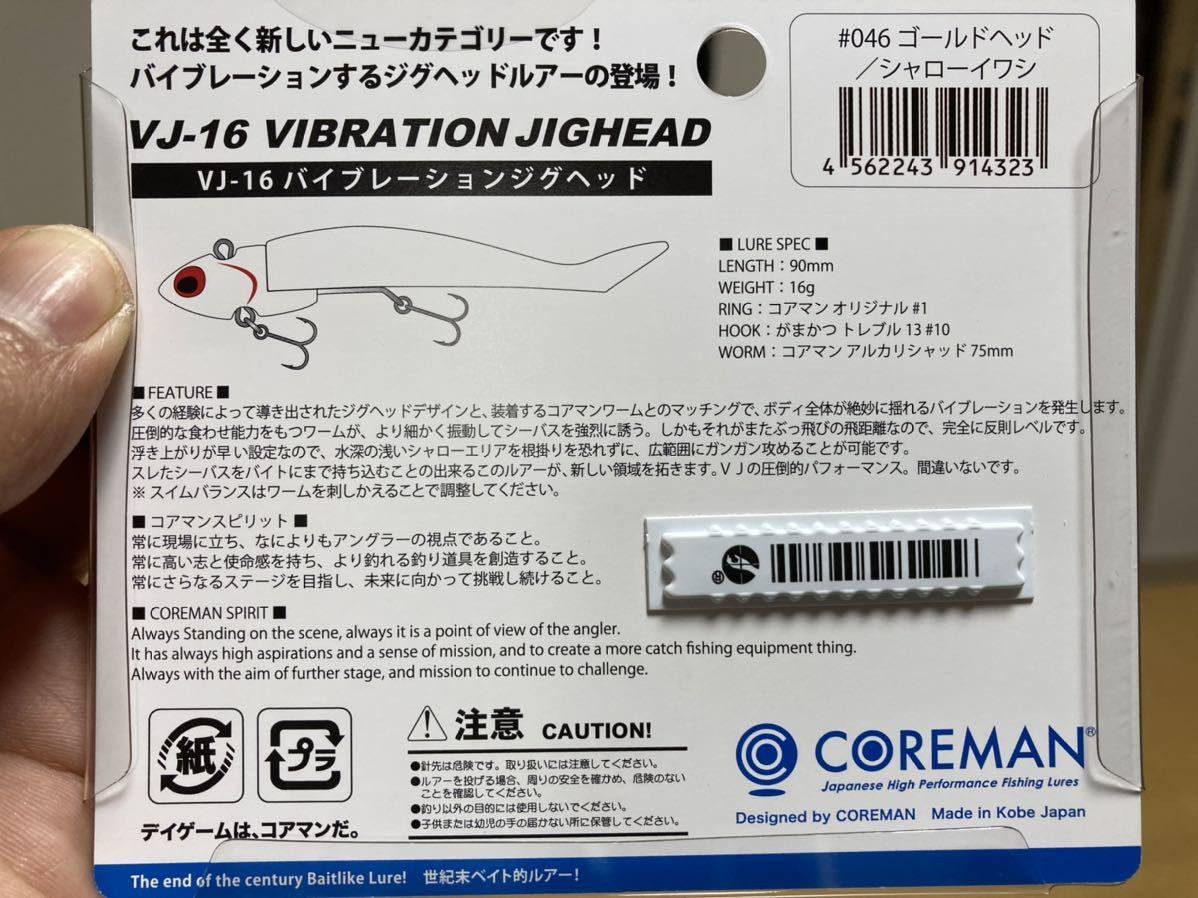 これは全く新しいニューカテゴリーです！
バイブレーションするジグヘッドルアーの登場！
VJ-16 VIBRATION JIGHEAD
VJ-16 バイブレーションジグヘッド
#046 ゴールドヘッド
／シャローイワシ
4 562243 914323
■ LURE SPEC ■
LENGTH：90mm
WEIGHT：16g
RING：コアマン オリジナル #1
HOOK：がまかつ トレブル 13 #10
WORM：コアマン アルカリシャッド 75mm
■ FEATURE ■
多くの経験によって導き出されたジグヘッドデザインと、装着するコアマンワームとのマッチングで、ボディ全体が絶妙に揺れるバイブレーションを発生します。
圧倒的な食わせ能力をもつワームが、より細かく振動してシーバスを強烈に誘う。しかもそれがまたぶっ飛びの飛距離なので、完全に反則レベルです。
浮き上がりが早い設定なので、水深の浅いシャローエリアを根掛りを恐れずに、広範囲にガンガン攻めることが可能です。
スレたシーバスをバイトにまで持ち込むことの出来るこのルアーが、新しい領域を拓きます。ＶＪの圧倒的パフォーマンス。間違いないです。
※ スイムバランスはワームを刺しかえることで調整してください。
■ コアマンスピリット ■
常に現場に立ち、なによりもアングラーの視点であること。
常に高い志と使命感を持ち、より釣れる釣り道具を創造すること。
常にさらなるステージを目指し、未来に向かって挑戦し続けること。
■ COREMAN SPIRIT ■
Always Standing on the scene, always it is a point of view of the angler.
It has always high aspirations and a sense of mission, and to create a more catch fishing equipment thing.
Always with the aim of further stage, and mission to continue to challenge.
®
紙
プラ
デイゲームは、コアマンだ。
注意 CAUTION!
●針先は危険です。取り扱いには注意してください。
●ルアーを投げる場合、周りの安全を確かめ、危険のない
ことを確認してください。
●釣り以外の目的には使用しないでください。
●子供または幼児の手の届かない所に保管してください。
COREMAN®
Japanese High Performance Fishing Lures
Designed by COREMAN Made in Kobe Japan
The end of the century Baitlike Lure! 世紀末ベイト的ルアー！